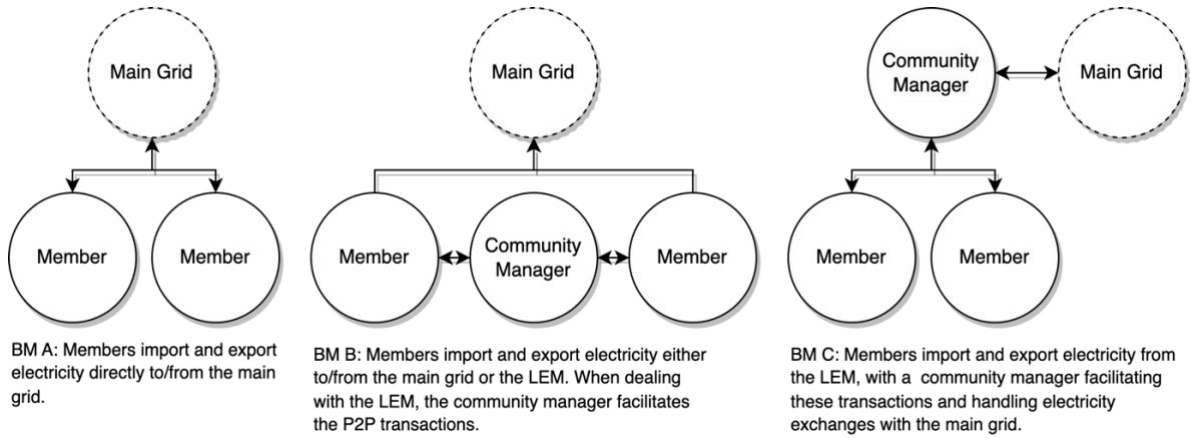 Main Grid
Member
Member
BM A: Members import and export
electricity directly to/from the main
grid.
Main Grid
Member
Community
Manager
Member
BM B: Members import and export electricity either
to/from the main grid or the LEM. When dealing
with the LEM, the community manager facilitates
the P2P transactions.
Community
Manager
Main Grid
Member
Member
BM C: Members import and export electricity from
the LEM, with a  community manager facilitating
these transactions and handling electricity
exchanges with the main grid.